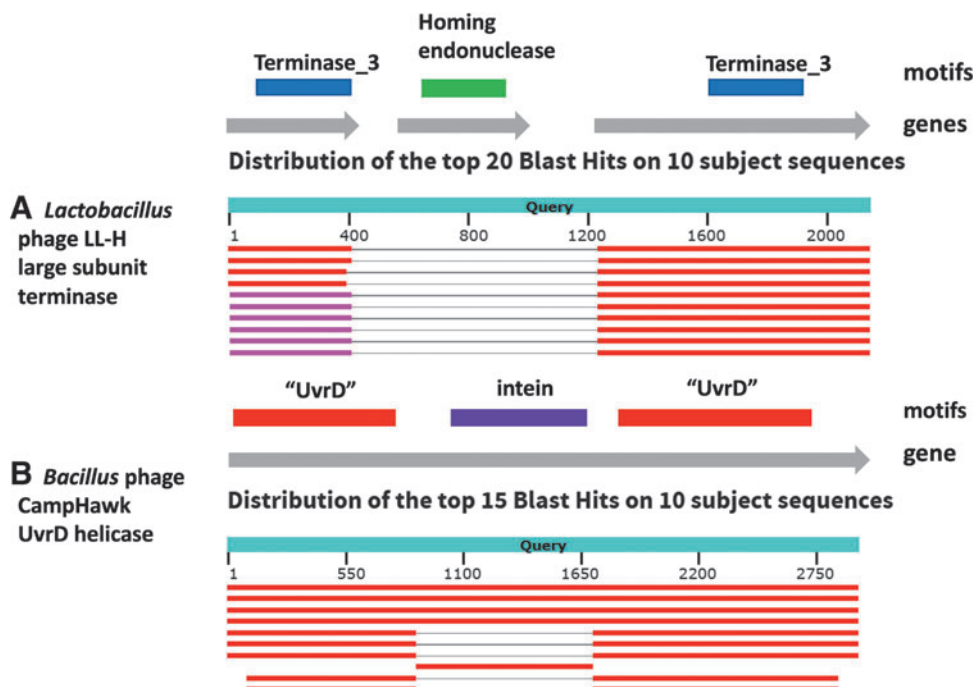 Homing
endonuclease
Terminase_3
Terminase_3
motifs
genes
Distribution of the top 20 Blast Hits on 10 subject sequences
A Lactobacillus
phage LL-H
large subunit
terminase
Query
1 400 800 1200 1600 2000
“UvrD” intein “UvrD”
motifs
gene
B Bacillus phage
CampHawk
UvrD helicase
Distribution of the top 15 Blast Hits on 10 subject sequences
Query
1 550 1100 1650 2200 2750